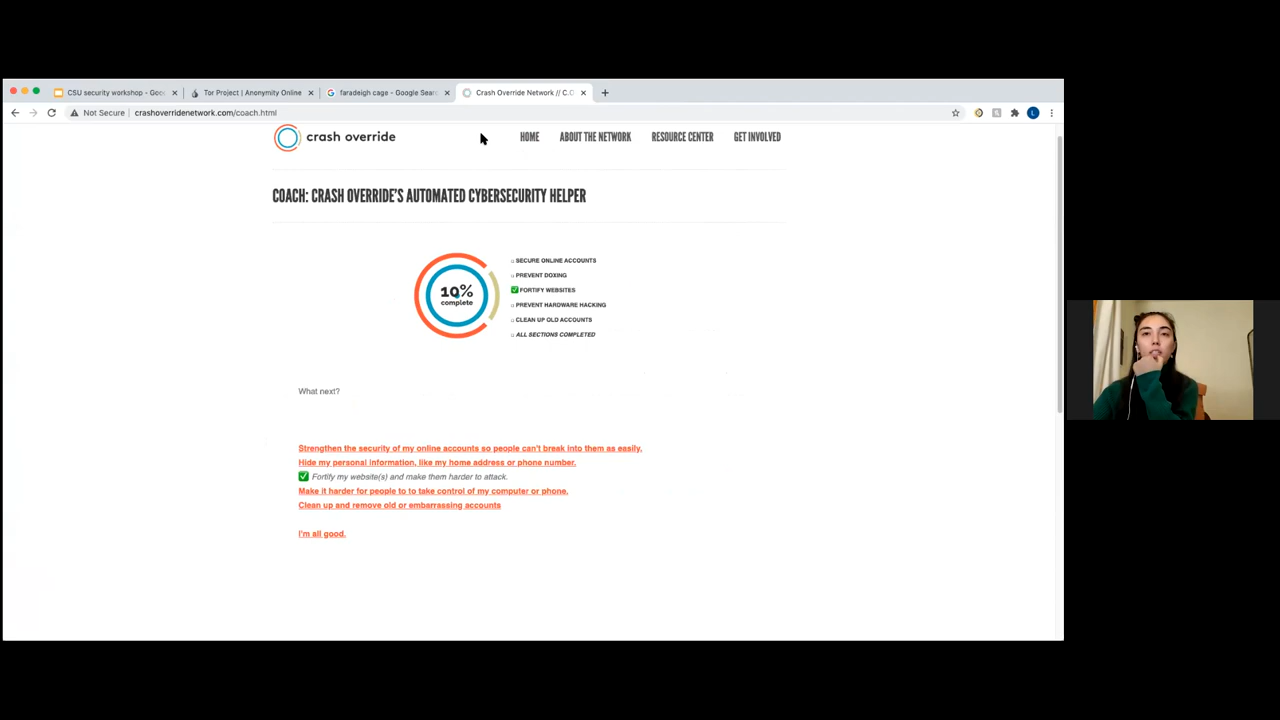 CSU security workshop - Goo
Tor Project | Anonymity Online
faradeigh cage - Google Sear
Crash Override Network // C.O
Not Secure
crashoverridenetwork.com/coach.html
L
crash override
HOME
ABOUT THE NETWORK
RESOURCE CENTER
GET INVOLVED
COACH: CRASH OVERRIDE'S AUTOMATED CYBERSECURITY HELPER
10%
complete
SECURE ONLINE ACCOUNTS
PREVENT DOXING
FORTIFY WEBSITES
PREVENT HARDWARE HACKING
CLEAN UP OLD ACCOUNTS
ALL SECTIONS COMPLETED
What next?
Strengthen the security of my online accounts so people can't break into them as easily.
Hide my personal information, like my home address or phone number.
Fortify my website(s) and make them harder to attack.
Make it harder for people to to take control of my computer or phone.
Clean up and remove old or embarrassing accounts
I'm all good.